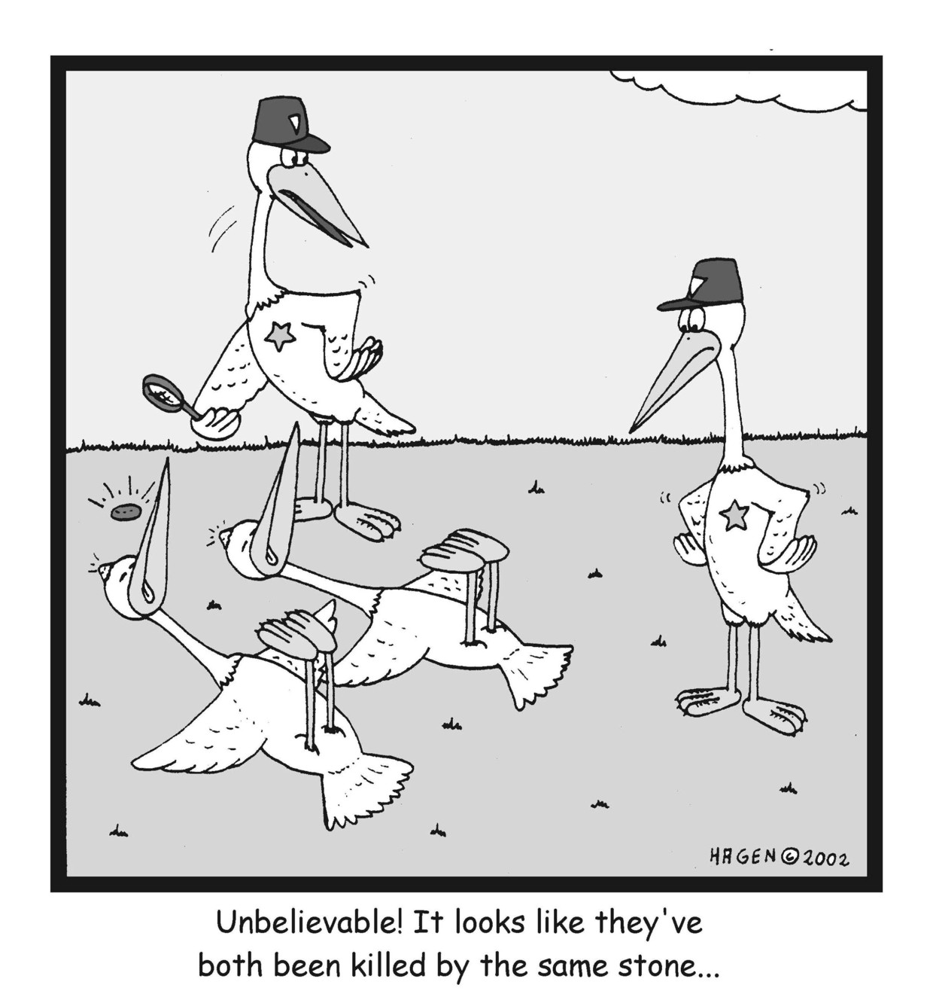 HAGEN©2002
Unbelievable! It looks like they've
both been killed by the same stone...